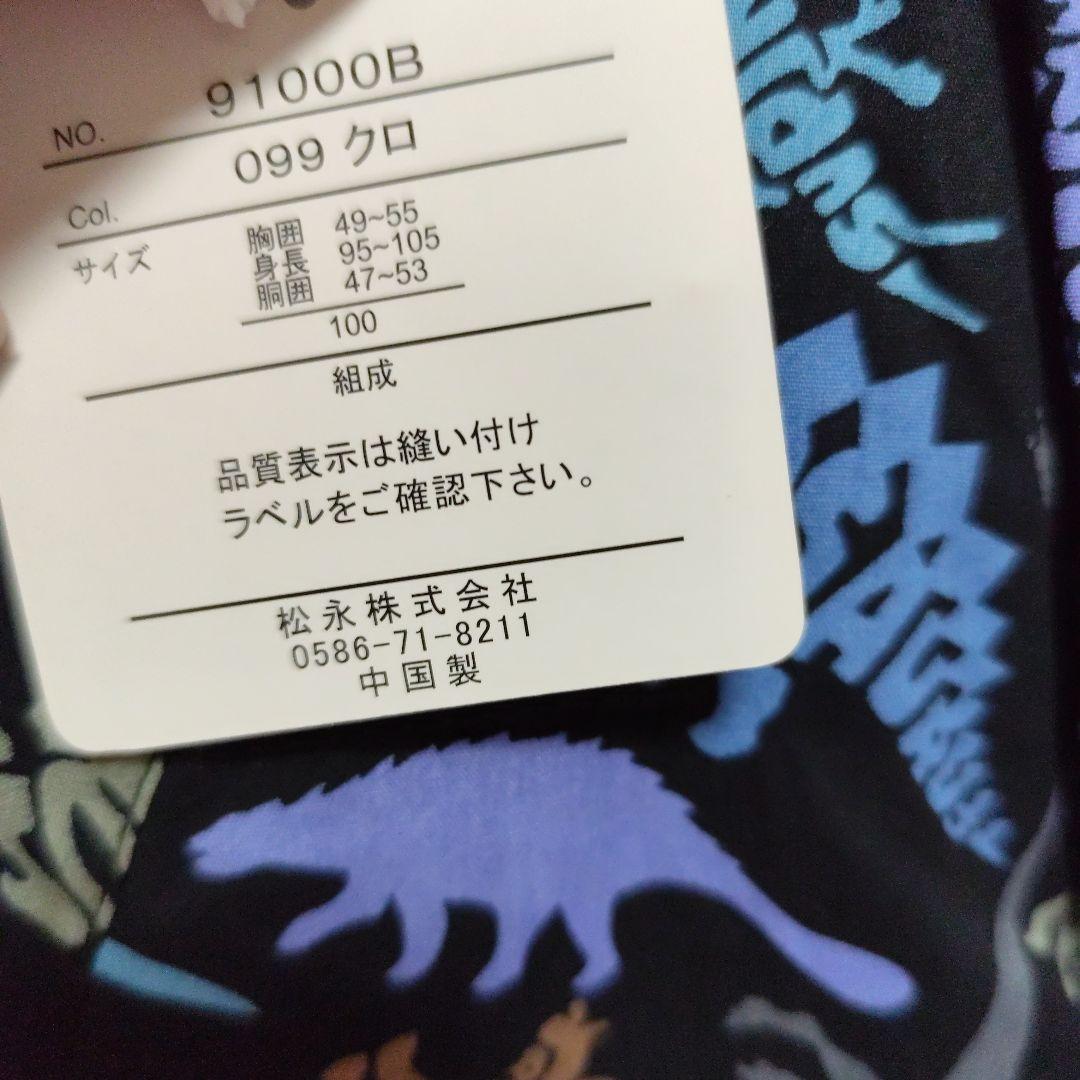 NO. 91000B
Col. 099 クロ
サイズ 胸囲 49~55
身長 95~105
胴囲 47~53
100
組成
品質表示は縫い付け
ラベルをご確認下さい。
松永株式会社
0586-71-8211
中国製